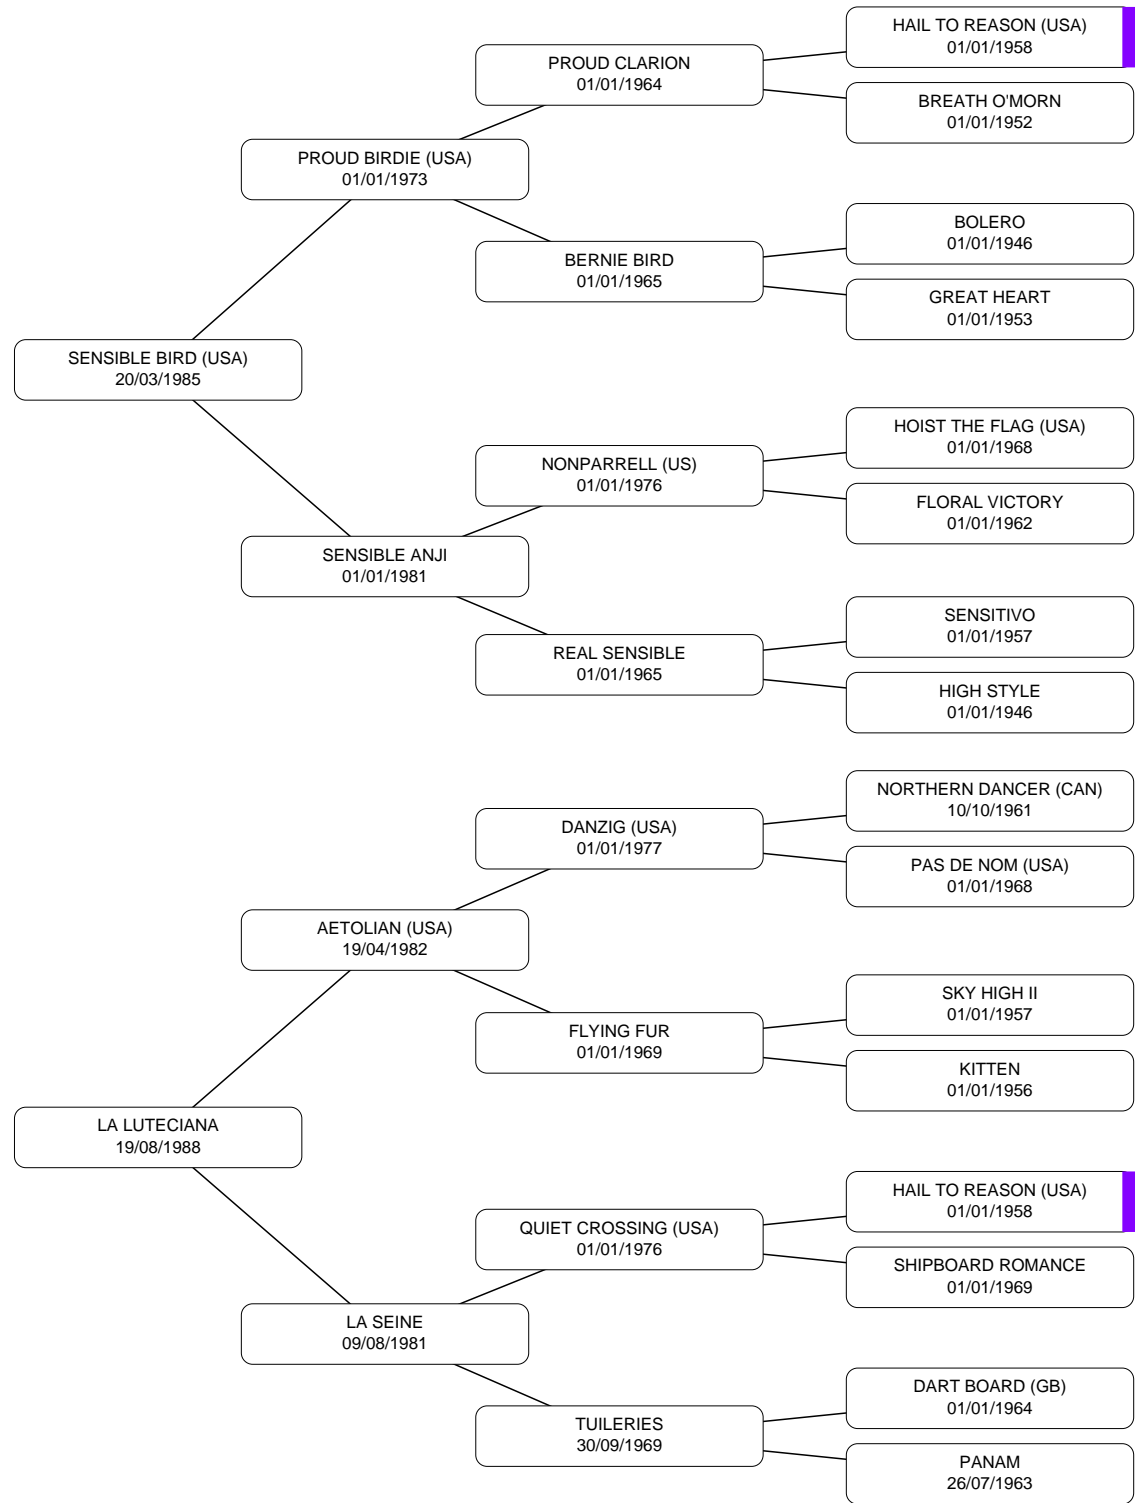 HAIL TO REASON (USA)
01/01/1958
PROUD CLARION
01/01/1964
BREATH O'MORN
01/01/1952
PROUD BIRDIE (USA)
01/01/1973
BOLERO
01/01/1946
BERNIE BIRD
01/01/1965
GREAT HEART
01/01/1953
SENSIBLE BIRD (USA)
20/03/1985
HOIST THE FLAG (USA)
01/01/1968
NONPARRELL (US)
01/01/1976
FLORAL VICTORY
01/01/1962
SENSIBLE ANJI
01/01/1981
SENSITIVO
01/01/1957
REAL SENSIBLE
01/01/1965
HIGH STYLE
01/01/1946
NORTHERN DANCER (CAN)
10/10/1961
DANZIG (USA)
01/01/1977
PAS DE NOM (USA)
01/01/1968
AETOLIAN (USA)
19/04/1982
SKY HIGH II
01/01/1957
FLYING FUR
01/01/1969
KITTEN
01/01/1956
LA LUTECIANA
19/08/1988
HAIL TO REASON (USA)
01/01/1958
QUIET CROSSING (USA)
01/01/1976
SHIPBOARD ROMANCE
01/01/1969
LA SEINE
09/08/1981
DART BOARD (GB)
01/01/1964
TUILERIES
30/09/1969
PANAM
26/07/1963